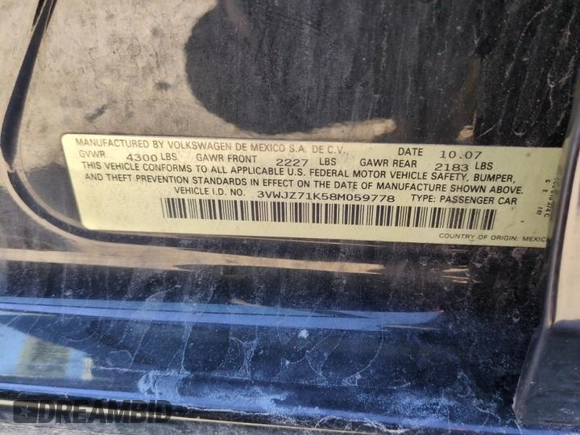 MANUFACTURED BY VOLKSWAGEN DE MEXICO S.A. DE C.V. DATE 10.07
GVWR 4300 LBS GAWR FRONT 2227 LBS GAWR REAR 2183 LBS
THIS VEHICLE CONFORMS TO ALL APPLICABLE U.S. FEDERAL MOTOR VEHICLE SAFETY, BUMPER,
AND THEFT PREVENTION STANDARDS IN EFFECT ON THE DATE OF MANUFACTURE SHOWN ABOVE.
VEHICLE I.D. NO. 3VWJZ71K58M059778 TYPE: PASSENGER CAR
COUNTRY OF ORIGIN: MEXICO
DREAMBID